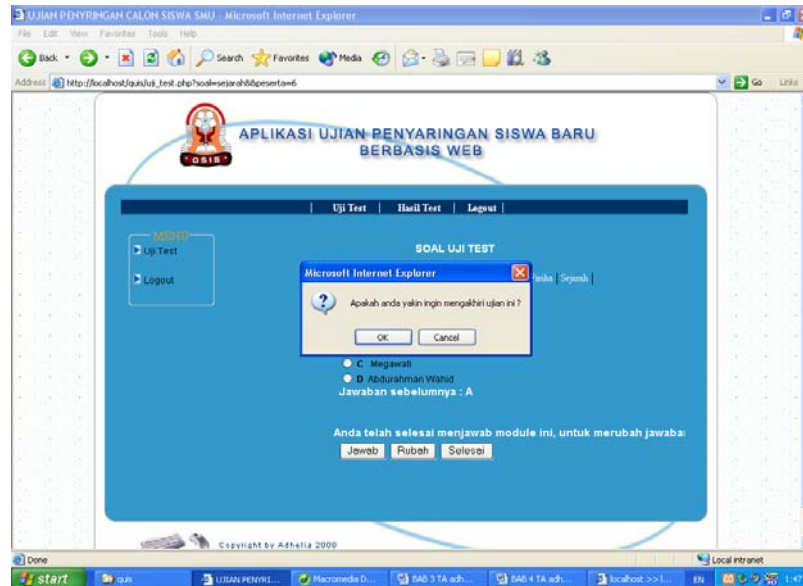 UJIAN PENYRINGAN CALON SISWA SMU - Microsoft Internet Explorer
File Edit View Favorites Tools Help
Back Search Favorites Media
Address http://localhost/quis/uji_test.php?soal=sejarah&&peserta=6 Go Links
OSIS
APLIKASI UJIAN PENYARINGAN SISWA BARU
BERBASIS WEB
| Uji Test | Hasil Test | Logout |
MENU
Uji Test
Logout
SOAL UJI TEST
Fisika | Sejarah |
Microsoft Internet Explorer
Apakah anda yakin ingin mengakhiri ujian ini ?
OK Cancel
C Megawati
D Abdurahman Wahid
Jawaban sebelumnya : A
Anda telah selesai menjawab module ini, untuk merubah jawaba
Jawab Rubah Selesai
Copyright by Adhelia 2009
Done Local intranet
start quis UJIAN PENYRI... Macromedia D... BAB 3 TA adh... BAB 4 TA adh... localhost >> l... EN